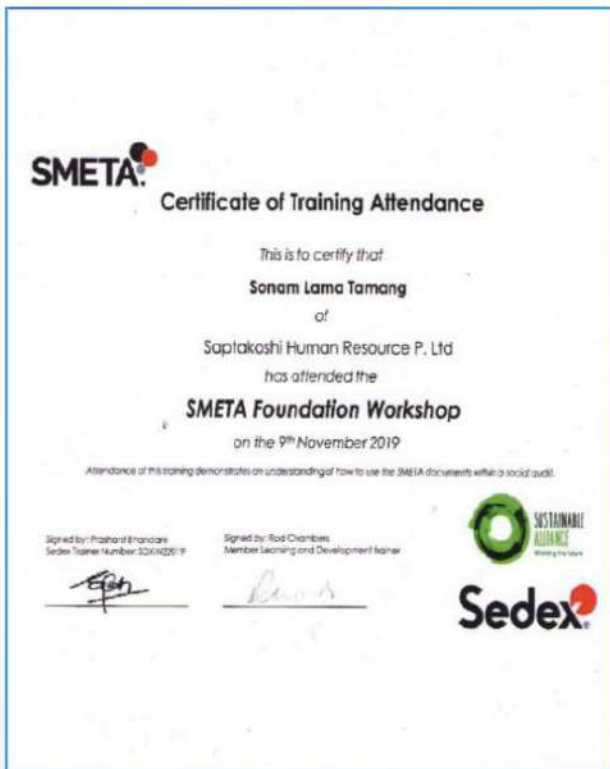 SMETA.
Certificate of Training Attendance
This is to certify that
Sonam Lama Tamang
of
Saptakoshi Human Resource P. Ltd
has attended the
SMETA Foundation Workshop
on the 9th November 2019
Attendance of this training demonstrates an understanding of how to use the SMETA documents within a social audit.
Signed by: Prashant Bhandare
Sedex Trainer Number:
Signed by: Rod Chambers
Member Learning and Development Trainer
SUSTAINABLE
ALLIANCE
Sedex